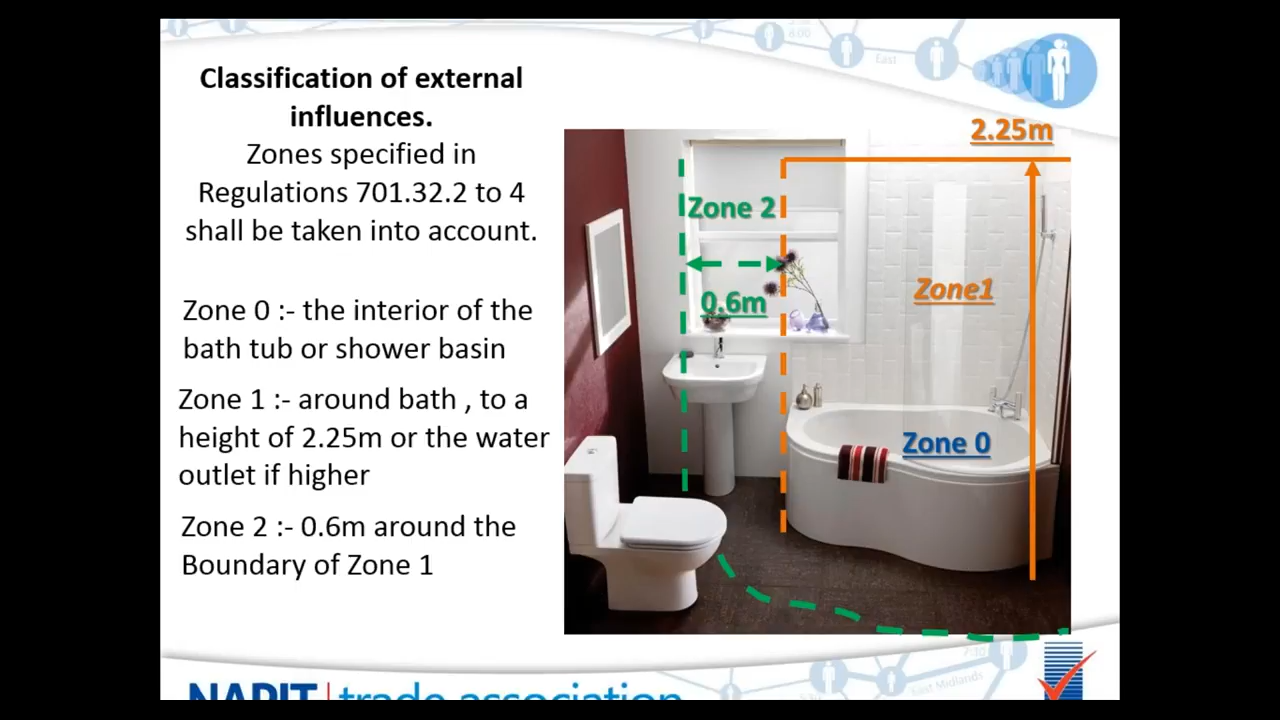 Classification of external
influences.
Zones specified in
Regulations 701.32.2 to 4
shall be taken into account.
Zone 0 :- the interior of the
bath tub or shower basin
Zone 1 :- around bath , to a
height of 2.25m or the water
outlet if higher
Zone 2 :- 0.6m around the
Boundary of Zone 1
2.25m
Zone 2
0.6m
Zone1
Zone 0
East
East Midlands
NAPIT | trade association